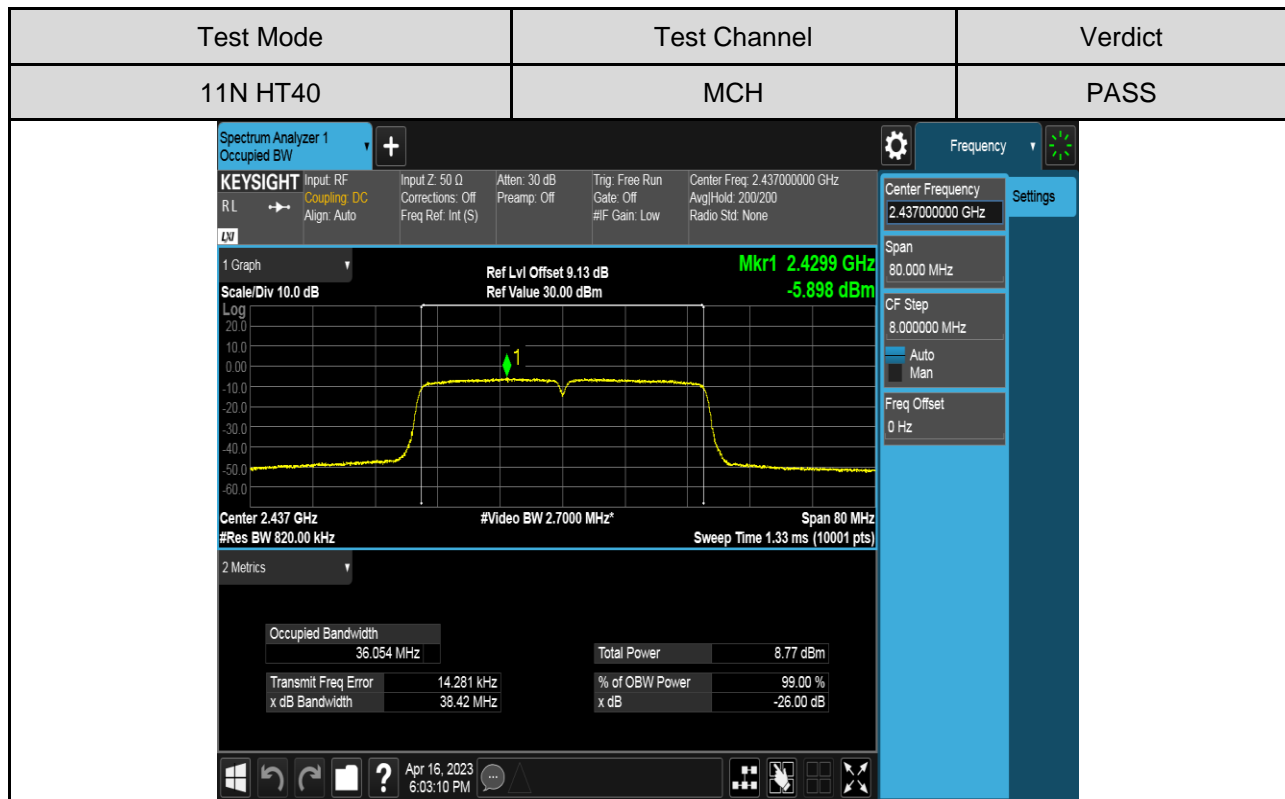 Test Mode Test Channel Verdict
11N HT40 MCH PASS
Spectrum Analyzer 1
Occupied BW
+
Frequency
KEYSIGHT Input: RF Input Z: 50 Ω Atten: 30 dB Trig: Free Run Center Freq: 2.437000000 GHz
RL Coupling: DC Corrections: Off Preamp: Off Gate: Off Avg|Hold: 200/200
Align: Auto Freq Ref: Int (S) #IF Gain: Low Radio Std: None
LXI
Center Frequency
2.437000000 GHz
Settings
Span
80.000 MHz
CF Step
8.000000 MHz
Auto
Man
Freq Offset
0 Hz
1 Graph
Ref Lvl Offset 9.13 dB Mkr1 2.4299 GHz
Scale/Div 10.0 dB Ref Value 30.00 dBm -5.898 dBm
Log
20.0
10.0
0.00
-10.0
-20.0
-30.0
-40.0
-50.0
-60.0
1
Center 2.437 GHz #Video BW 2.7000 MHz* Span 80 MHz
#Res BW 820.00 kHz Sweep Time 1.33 ms (10001 pts)
2 Metrics
Occupied Bandwidth
36.054 MHz Total Power 8.77 dBm
Transmit Freq Error 14.281 kHz % of OBW Power 99.00 %
x dB Bandwidth 38.42 MHz x dB -26.00 dB
? Apr 16, 2023
6:03:10 PM